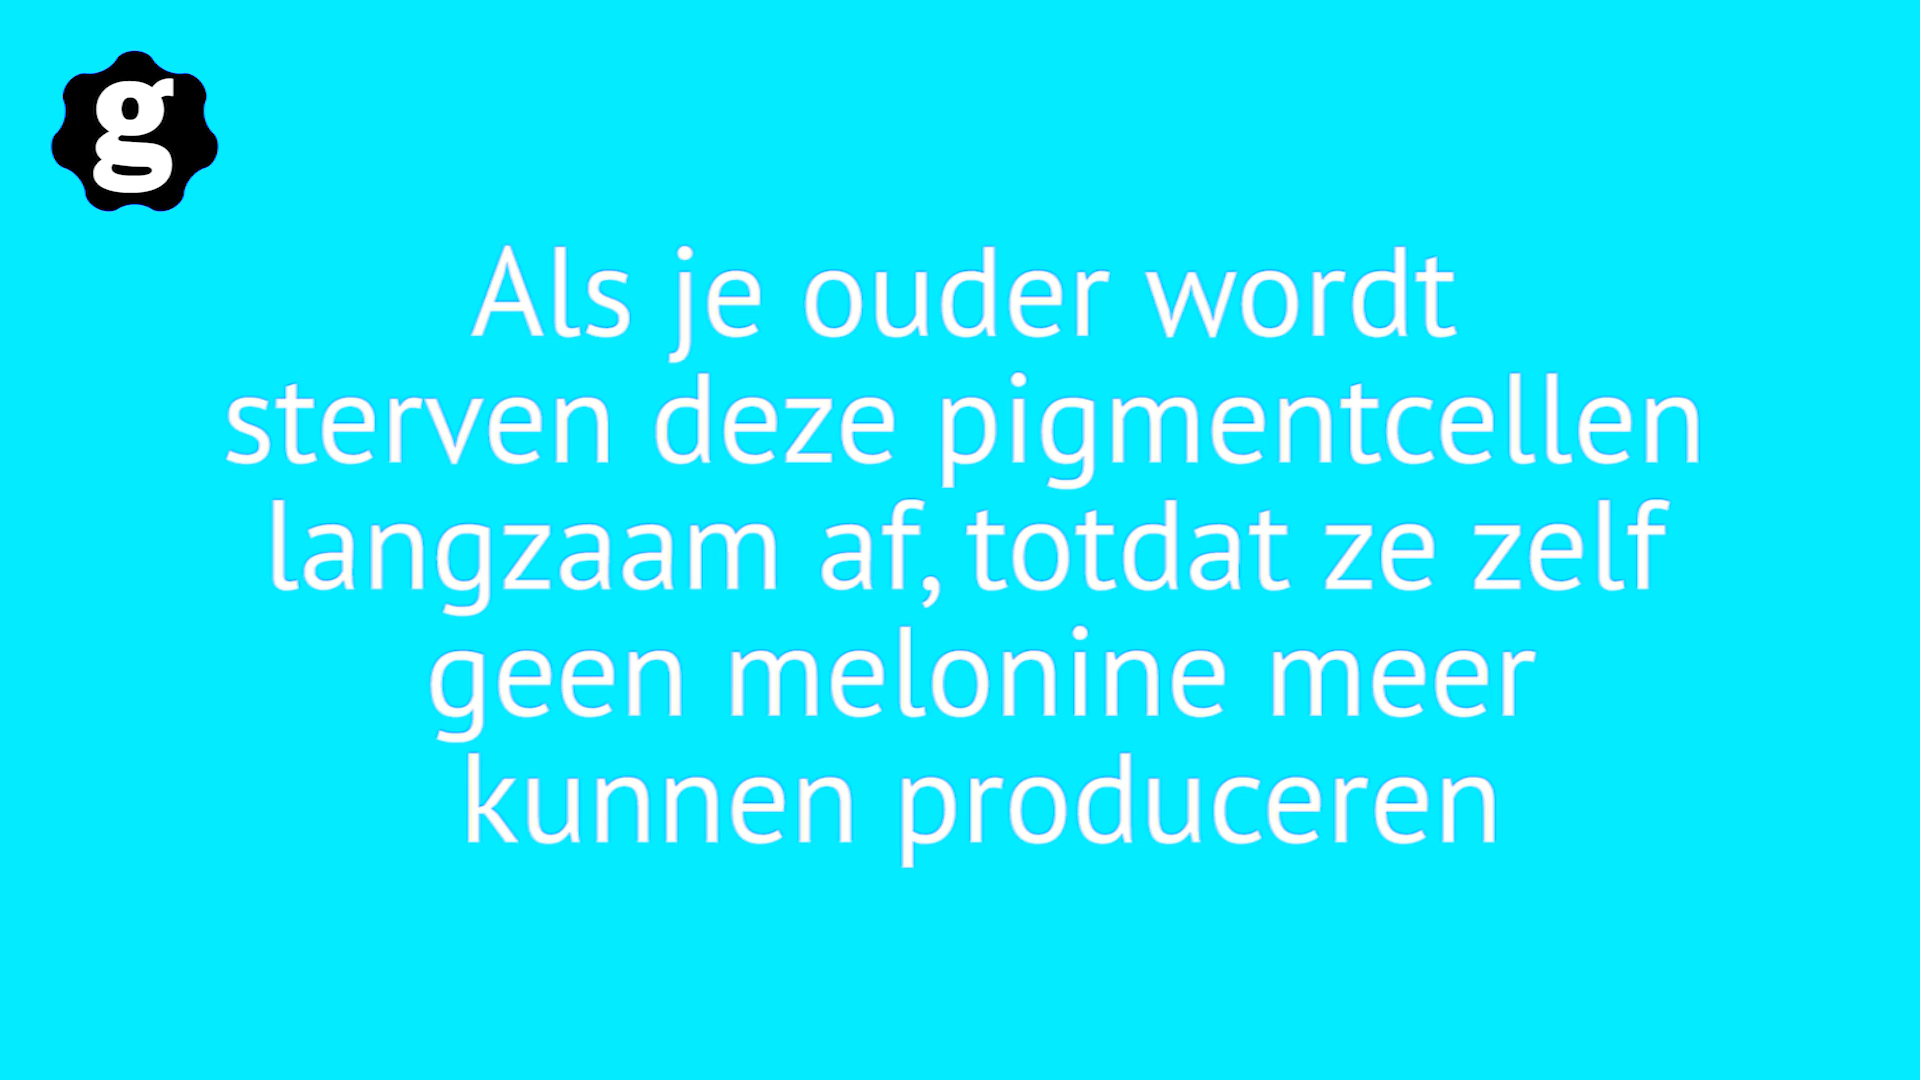 g
Als je ouder wordt
sterven deze pigmentcellen
langzaam af, totdat ze zelf
geen melonine meer
kunnen produceren